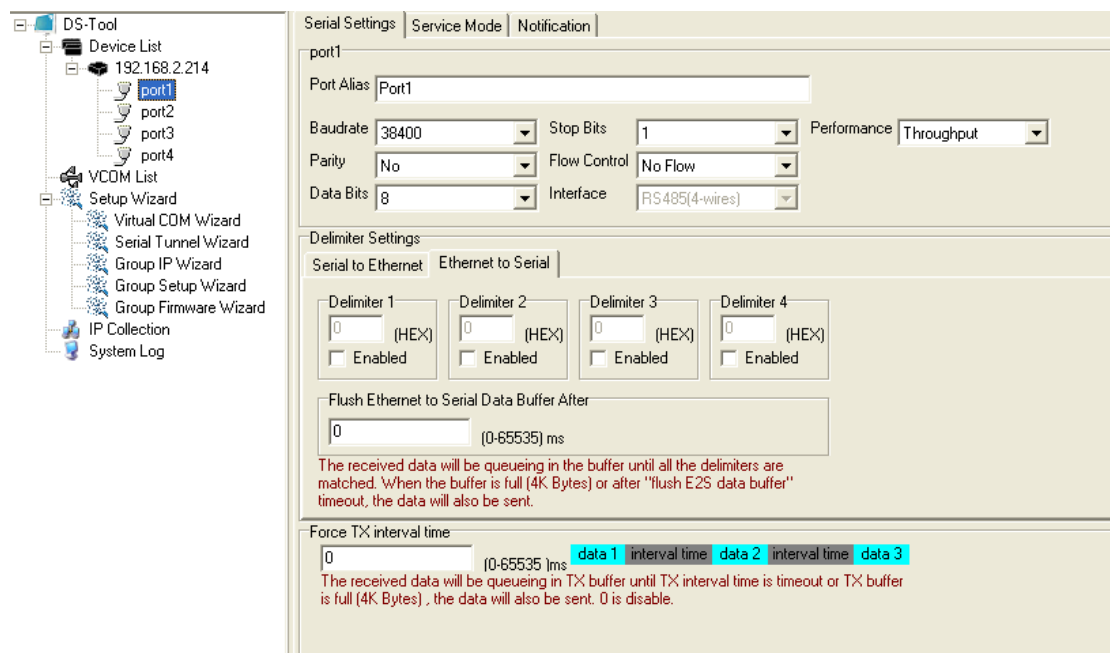 DS-Tool
Device List
192.168.2.214
port1
port2
port3
port4
VCOM List
Setup Wizard
Virtual COM Wizard
Serial Tunnel Wizard
Group IP Wizard
Group Setup Wizard
Group Firmware Wizard
IP Collection
System Log
Serial Settings Service Mode Notification
port1
Port Alias Port1
Baudrate 38400 Stop Bits 1 Performance Throughput
Parity No Flow Control No Flow
Data Bits 8 Interface RS485(4-wires)
Delimiter Settings
Serial to Ethernet Ethernet to Serial
Delimiter 1 Delimiter 2 Delimiter 3 Delimiter 4
0 (HEX) 0 (HEX) 0 (HEX) 0 (HEX)
Enabled Enabled Enabled Enabled
Flush Ethernet to Serial Data Buffer After
0 (0-65535) ms
The received data will be queueing in the buffer until all the delimiters are
matched. When the buffer is full (4K Bytes) or after "flush E2S data buffer"
timeout, the data will also be sent.
Force TX interval time
0 (0-65535 )ms data 1 interval time data 2 interval time data 3
The received data will be queueing in TX buffer until TX interval time is timeout or TX buffer
is full (4K Bytes) , the data will also be sent. 0 is disable.